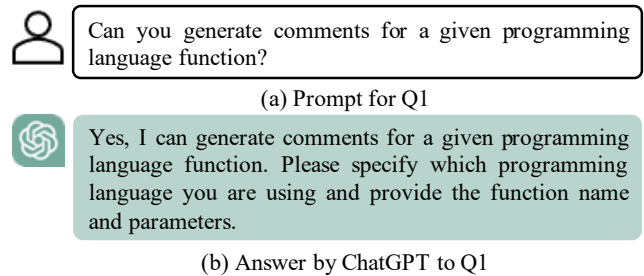 Can you generate comments for a given programming
language function?
(a) Prompt for Q1
Yes, I can generate comments for a given programming
language function. Please specify which programming
language you are using and provide the function name
and parameters.
(b) Answer by ChatGPT to Q1